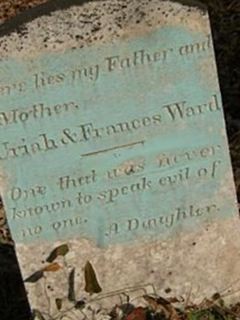 Here lies my Father and
Mother,
Uriah & Frances Ward
One that was never
known to speak evil of
no one. A Daughter.